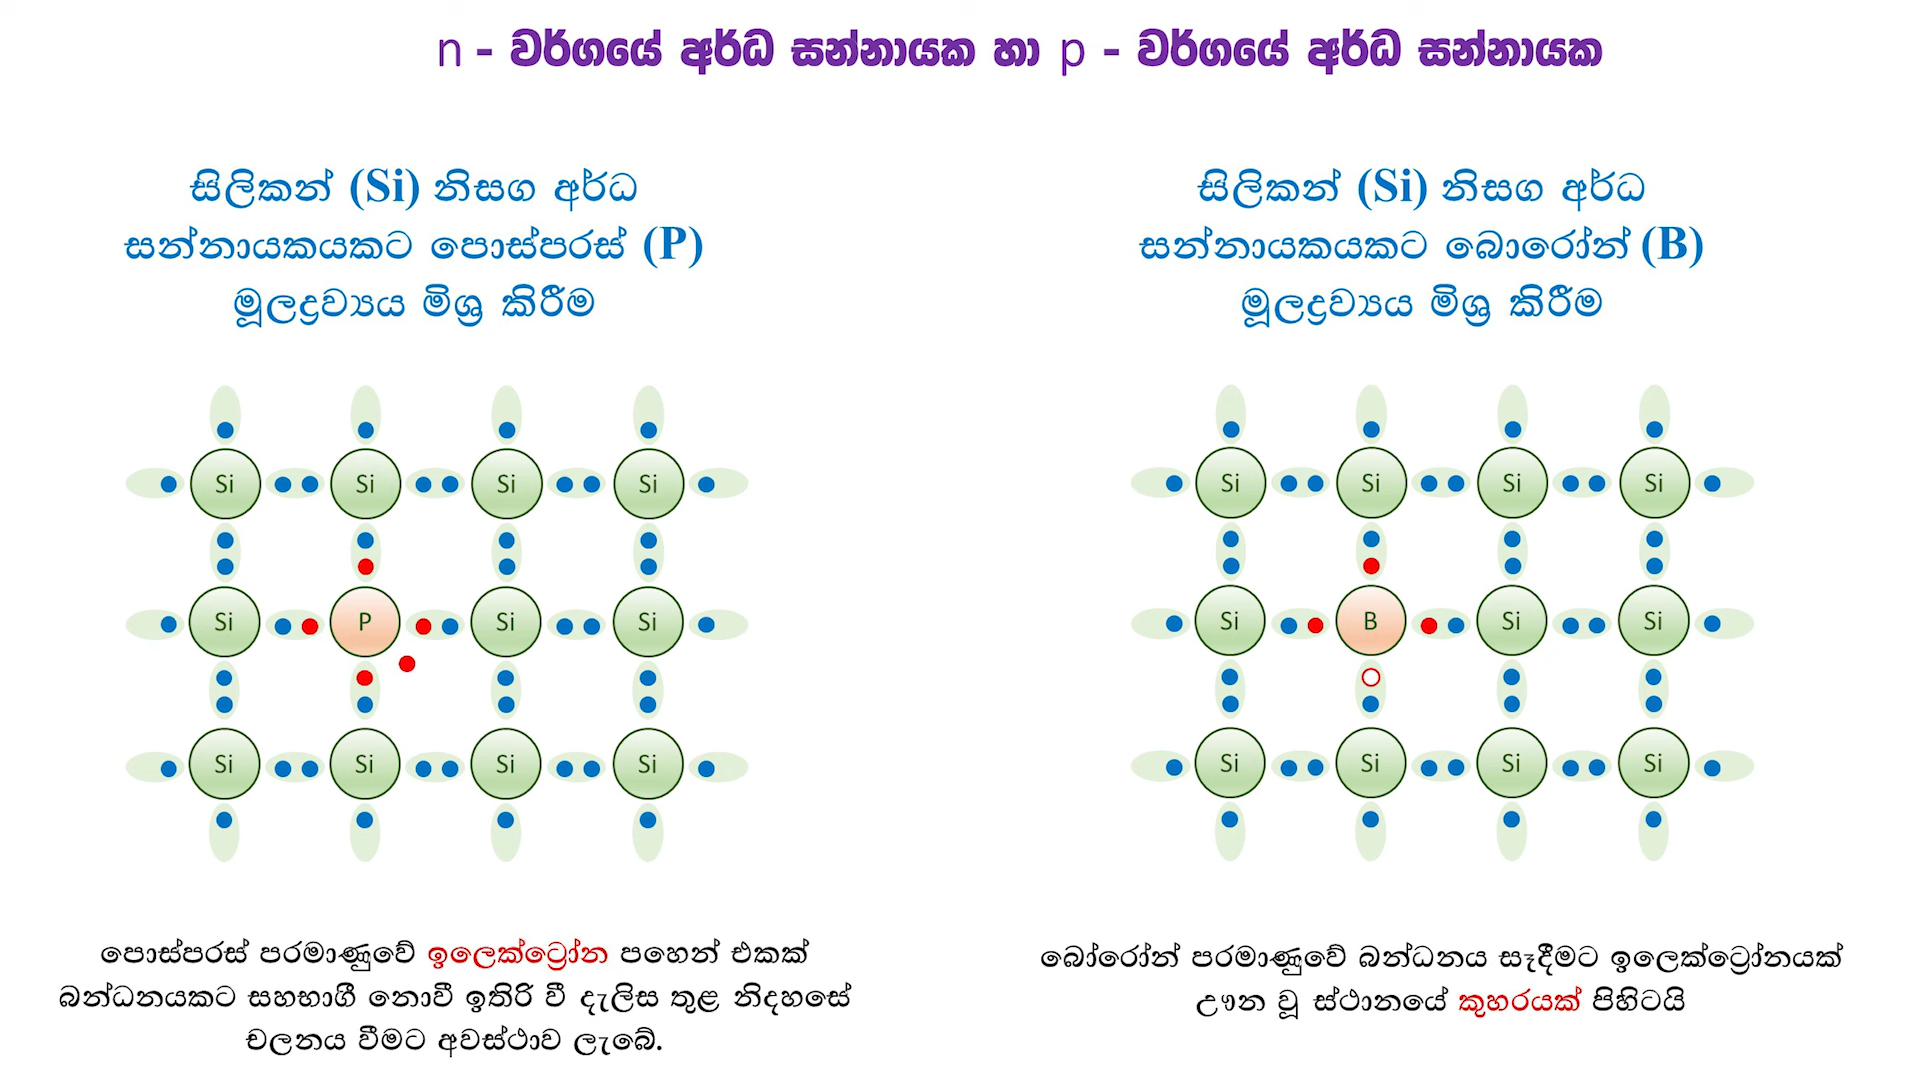 n - වර්ගයේ අර්ධ සන්නායක හා p - වර්ගයේ අර්ධ සන්නායක
සිලිකන් (Si) නිසග අර්ධ
සන්නායකයකට පොස්පරස් (P)
මූලද්‍රව්‍යය මිශ්‍ර කිරීම
Si Si Si Si
Si P Si Si
Si Si Si Si
පොස්පරස් පරමාණුවේ ඉලෙක්ට්‍රෝන පහෙන් එකක්
බන්ධනයකට සහභාගී නොවී ඉතිරි වී දැලිස තුළ නිදහසේ
චලනය වීමට අවස්ථාව ලැබේ.
සිලිකන් (Si) නිසග අර්ධ
සන්නායකයකට බොරෝන් (B)
මූලද්‍රව්‍යය මිශ්‍ර කිරීම
Si Si Si Si
Si B Si Si
Si Si Si Si
බෝරෝන් පරමාණුවේ බන්ධනය සෑදීමට ඉලෙක්ට්‍රෝනයක්
ඌන වූ ස්ථානයේ කුහරයක් පිහිටයි